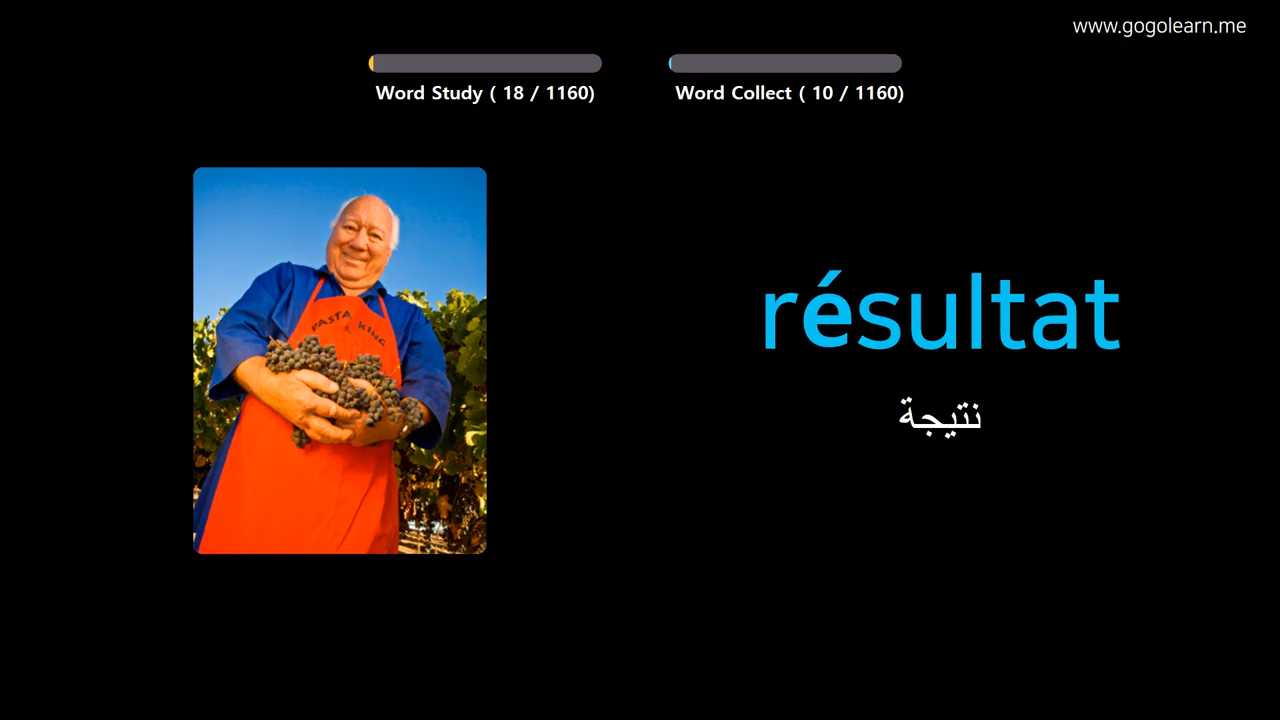 www.gogolearn.me
Word Study ( 18 / 1160)
Word Collect ( 10 / 1160)
PASTA KING
résultat
نتيجة